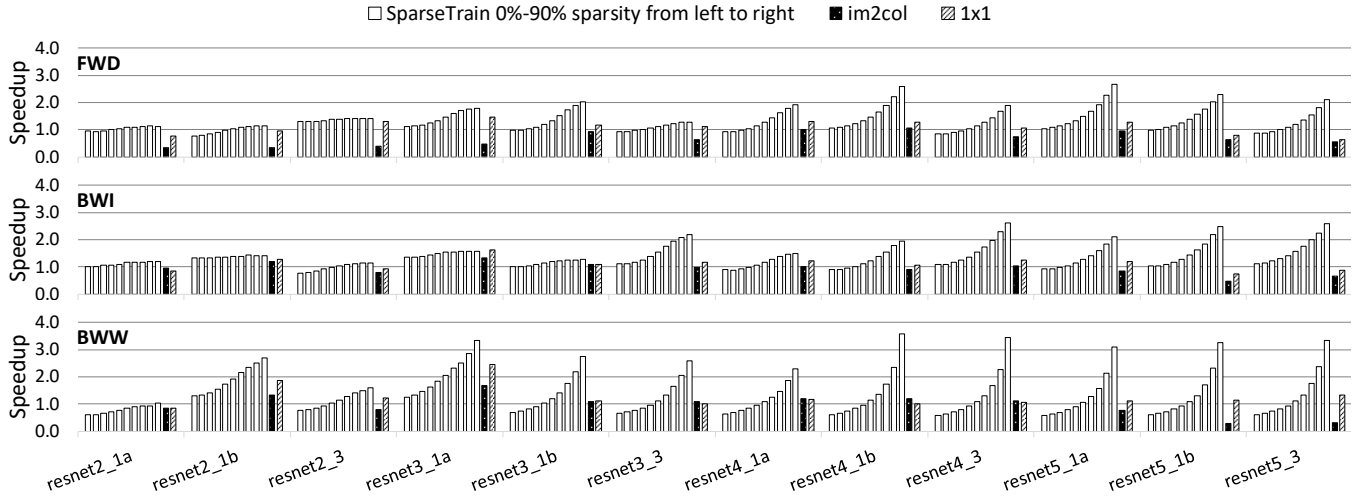 SparseTrain 0%-90% sparsity from left to right im2col 1x1
FWD
Speedup
4.0
3.0
2.0
1.0
0.0
BWI
Speedup
4.0
3.0
2.0
1.0
0.0
BWW
Speedup
4.0
3.0
2.0
1.0
0.0
resnet2_1a resnet2_1b resnet2_3 resnet3_1a resnet3_1b resnet3_3 resnet4_1a resnet4_1b resnet4_3 resnet5_1a resnet5_1b resnet5_3